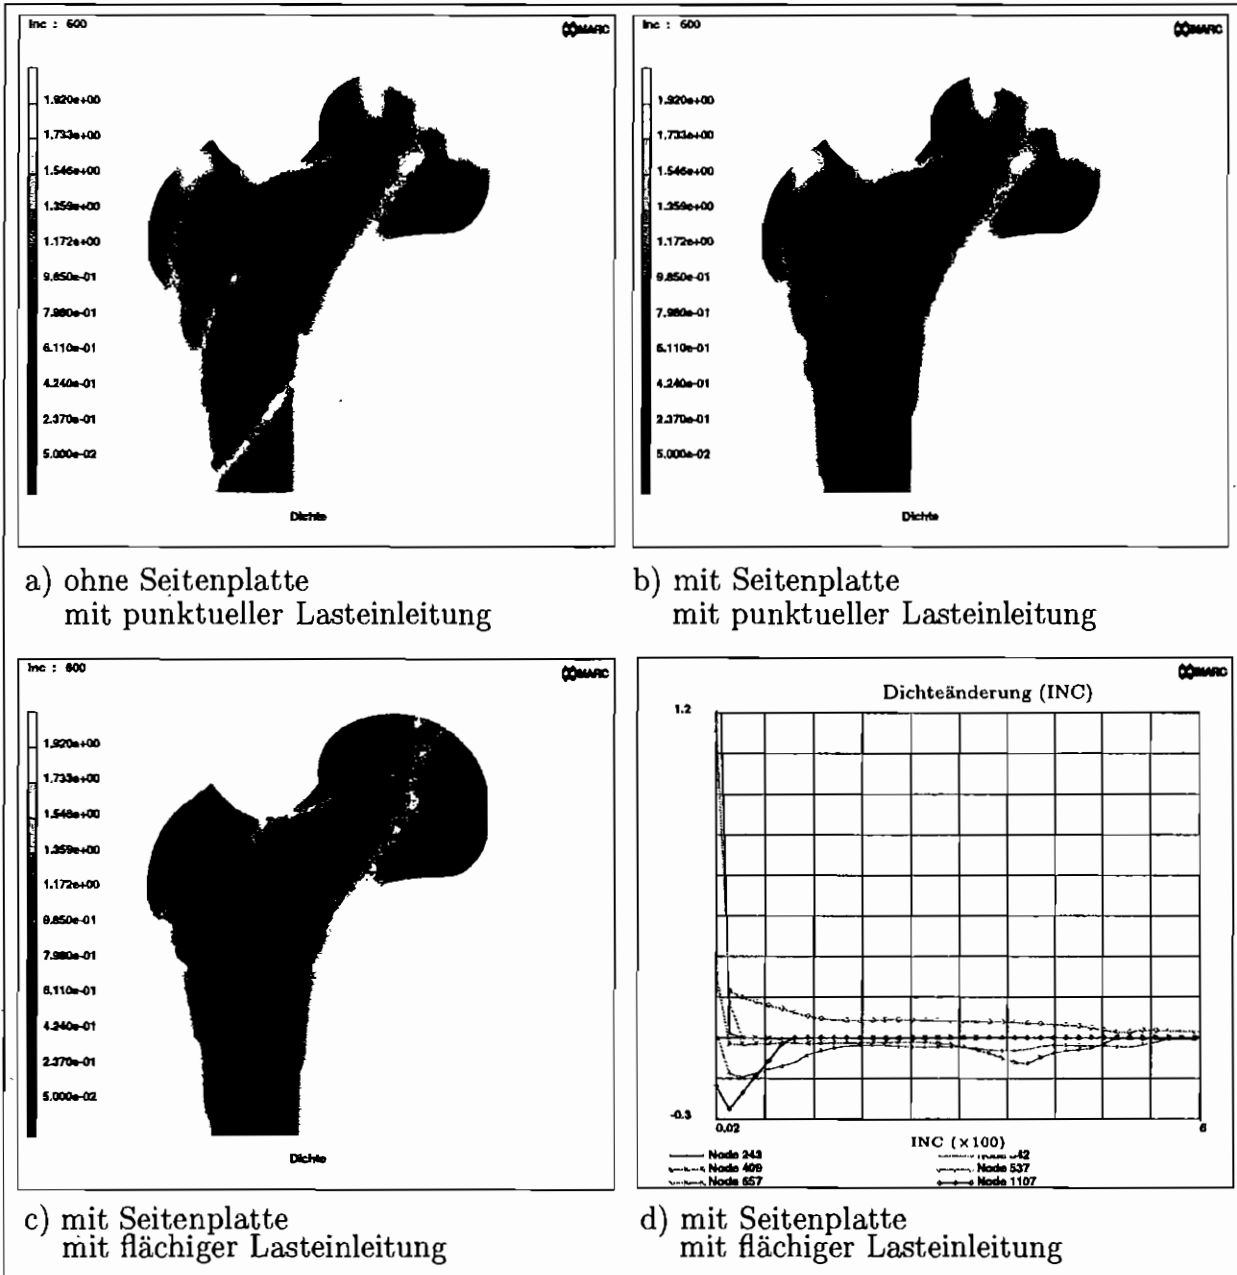 Inc : 600
MARC
1.920e+00
1.733e+00
1.546e+00
1.359e+00
1.172e+00
9.850e-01
7.980e-01
6.110e-01
4.240e-01
2.370e-01
5.000e-02
Dichte
a) ohne Seitenplatte
mit punktueller Lasteinleitung
Inc : 600
MARC
1.920e+00
1.733e+00
1.546e+00
1.359e+00
1.172e+00
9.850e-01
7.980e-01
6.110e-01
4.240e-01
2.370e-01
5.000e-02
Dichte
b) mit Seitenplatte
mit punktueller Lasteinleitung
Inc : 600
MARC
1.920e+00
1.733e+00
1.546e+00
1.359e+00
1.172e+00
9.850e-01
7.980e-01
6.110e-01
4.240e-01
2.370e-01
5.000e-02
Dichte
c) mit Seitenplatte
mit flächiger Lasteinleitung
MARC
Dichteänderung (INC)
1.2
-0.3
0.02
6
INC (×100)
Node 243
Node 409
Node 537
Node 657
Node 1107
d) mit Seitenplatte
mit flächiger Lasteinleitung